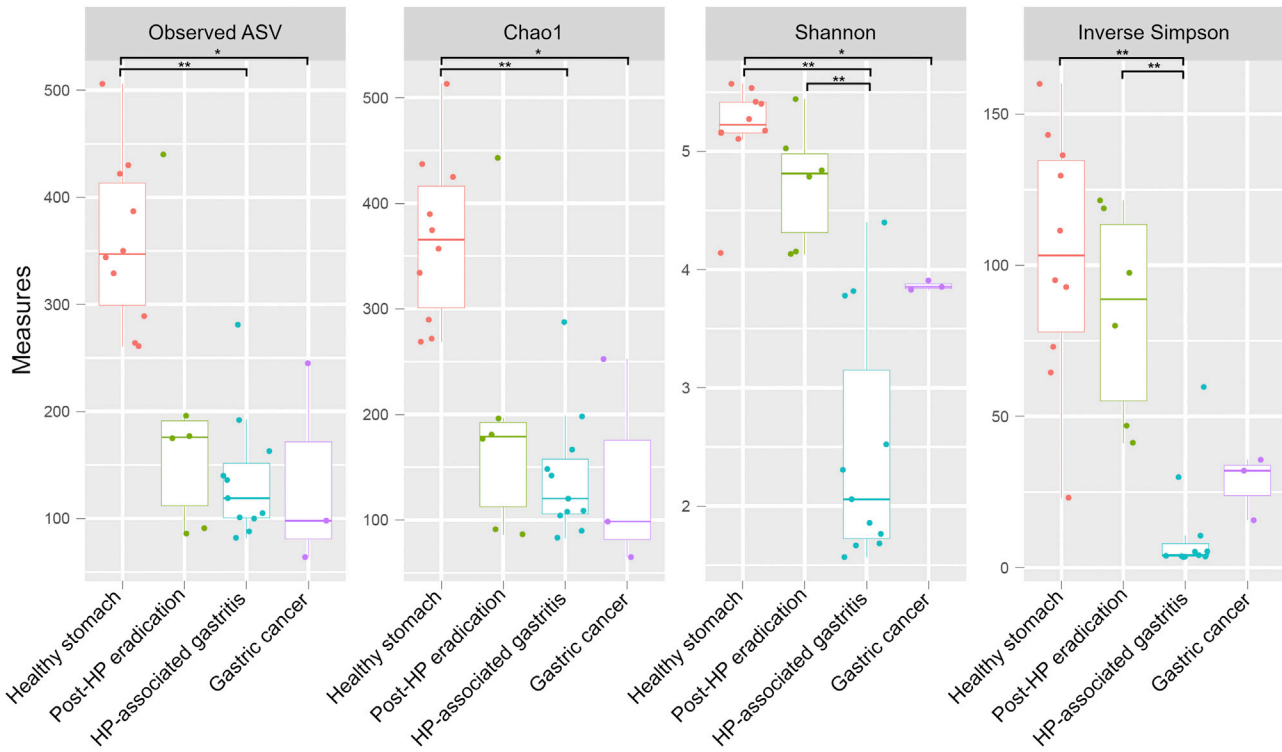 Observed ASV
Chao1
Shannon
Inverse Simpson
Measures
*
**
500
400
300
200
100
Healthy stomach
Post-HP eradication
HP-associated gastritis
Gastric cancer
*
**
500
400
300
200
100
Healthy stomach
Post-HP eradication
HP-associated gastritis
Gastric cancer
*
**
**
5
4
3
2
Healthy stomach
Post-HP eradication
HP-associated gastritis
Gastric cancer
**
**
150
100
50
0
Healthy stomach
Post-HP eradication
HP-associated gastritis
Gastric cancer